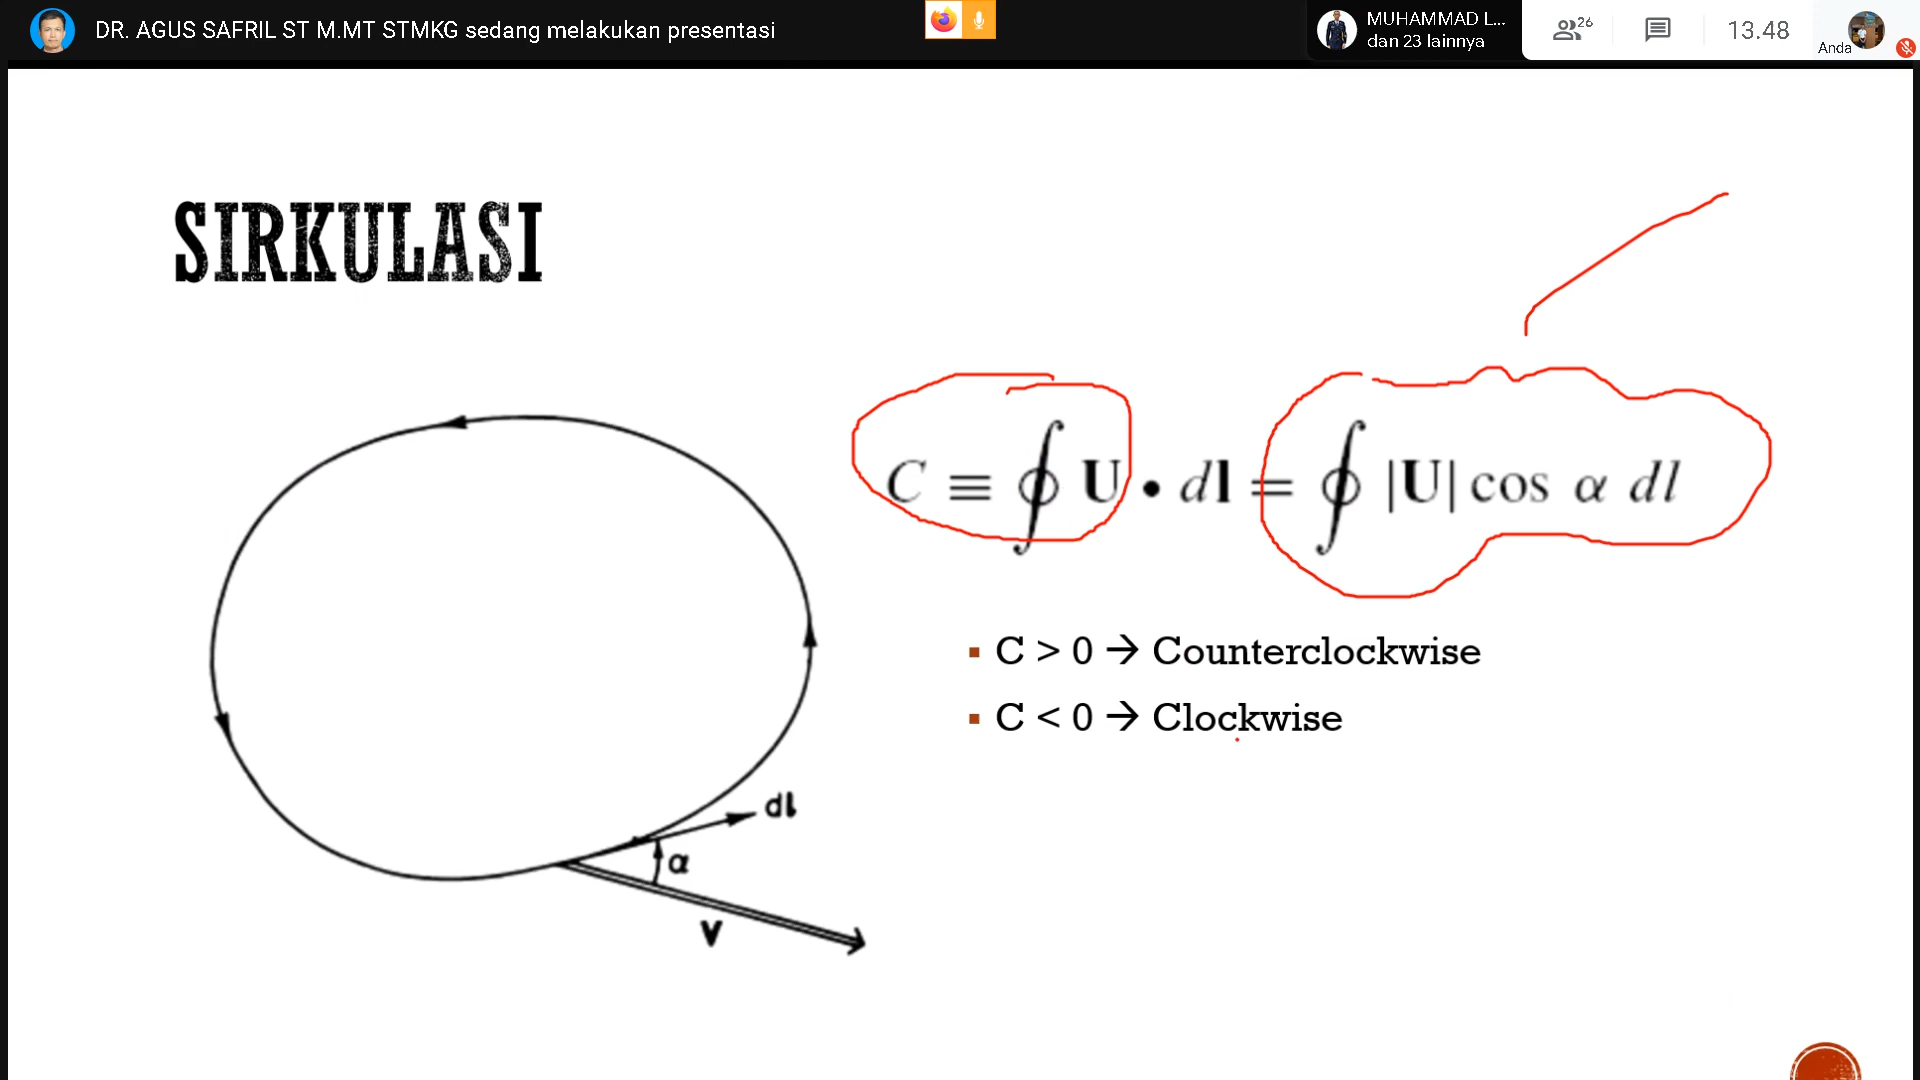 DR. AGUS SAFRIL ST M.MT STMKG sedang melakukan presentasi
MUHAMMAD L...
dan 23 lainnya
26
13.48
Anda
SIRKULASI
C ≡ ∮ U • dl = ∮ |U| cos α dl
▪ C > 0 → Counterclockwise
▪ C < 0 → Clockwise
dl
α
V